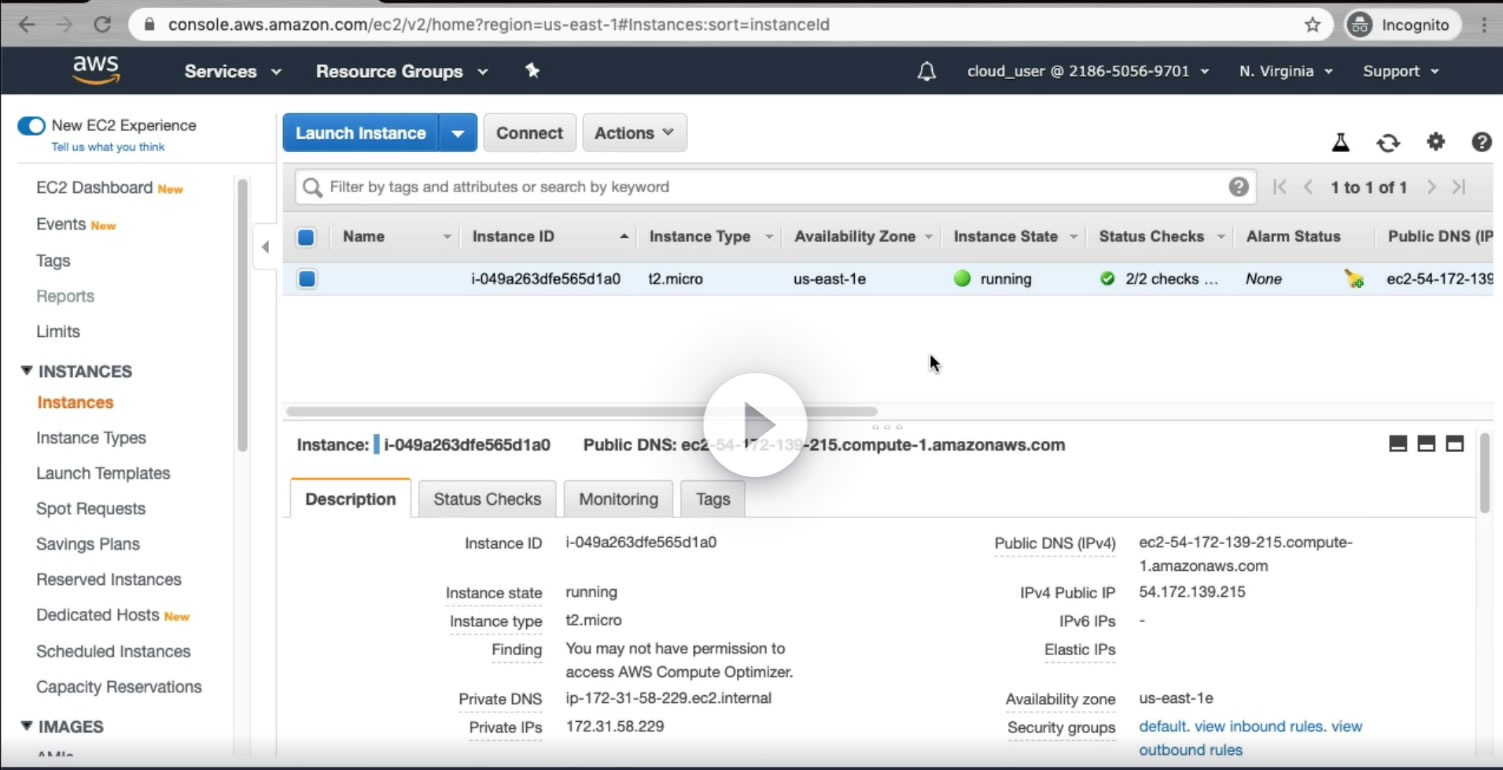 console.aws.amazon.com/ec2/v2/home?region=us-east-1#Instances:sort=instanceId
Incognito
aws
Services
Resource Groups
cloud_user @ 2186-5056-9701
N. Virginia
Support
New EC2 Experience
Tell us what you think
EC2 Dashboard New
Events New
Tags
Reports
Limits
INSTANCES
Instances
Instance Types
Launch Templates
Spot Requests
Savings Plans
Reserved Instances
Dedicated Hosts New
Scheduled Instances
Capacity Reservations
IMAGES
AMIs
Launch Instance
Connect
Actions
Filter by tags and attributes or search by keyword
1 to 1 of 1
Name Instance ID Instance Type Availability Zone Instance State Status Checks Alarm Status Public DNS (IP
i-049a263dfe565d1a0 t2.micro us-east-1e running 2/2 checks ... None ec2-54-172-139
Instance: i-049a263dfe565d1a0 Public DNS: ec2-54-172-139-215.compute-1.amazonaws.com
Description
Status Checks
Monitoring
Tags
Instance ID i-049a263dfe565d1a0
Instance state running
Instance type t2.micro
Finding You may not have permission to
access AWS Compute Optimizer.
Private DNS ip-172-31-58-229.ec2.internal
Private IPs 172.31.58.229
Public DNS (IPv4) ec2-54-172-139-215.compute-
1.amazonaws.com
IPv4 Public IP 54.172.139.215
IPv6 IPs -
Elastic IPs
Availability zone us-east-1e
Security groups default. view inbound rules. view
outbound rules